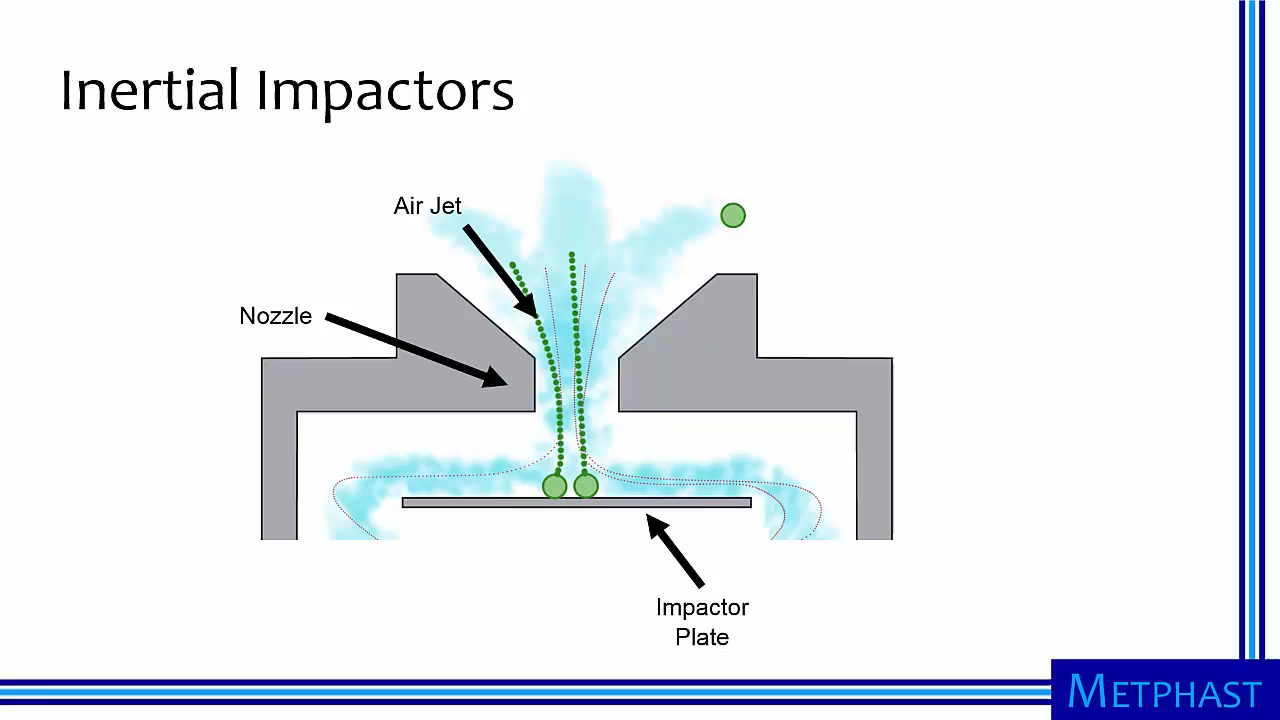 Inertial Impactors
Air Jet
Nozzle
Impactor
Plate
METPHAST